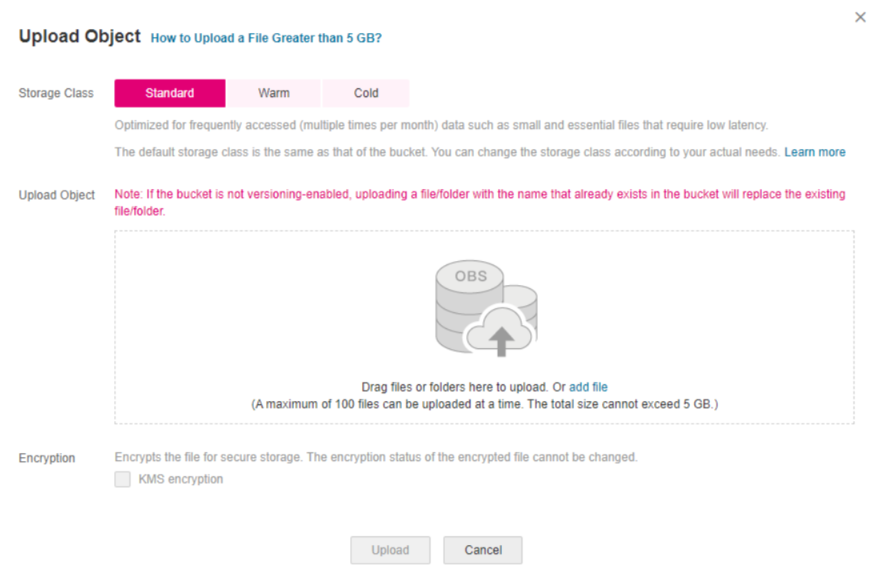 Upload Object How to Upload a File Greater than 5 GB?
Storage Class Standard Warm Cold
Optimized for frequently accessed (multiple times per month) data such as small and essential files that require low latency.
The default storage class is the same as that of the bucket. You can change the storage class according to your actual needs. Learn more
Upload Object Note: If the bucket is not versioning-enabled, uploading a file/folder with the name that already exists in the bucket will replace the existing
file/folder.
OBS
Drag files or folders here to upload. Or add file
(A maximum of 100 files can be uploaded at a time. The total size cannot exceed 5 GB.)
Encryption Encrypts the file for secure storage. The encryption status of the encrypted file cannot be changed.
KMS encryption
Upload Cancel